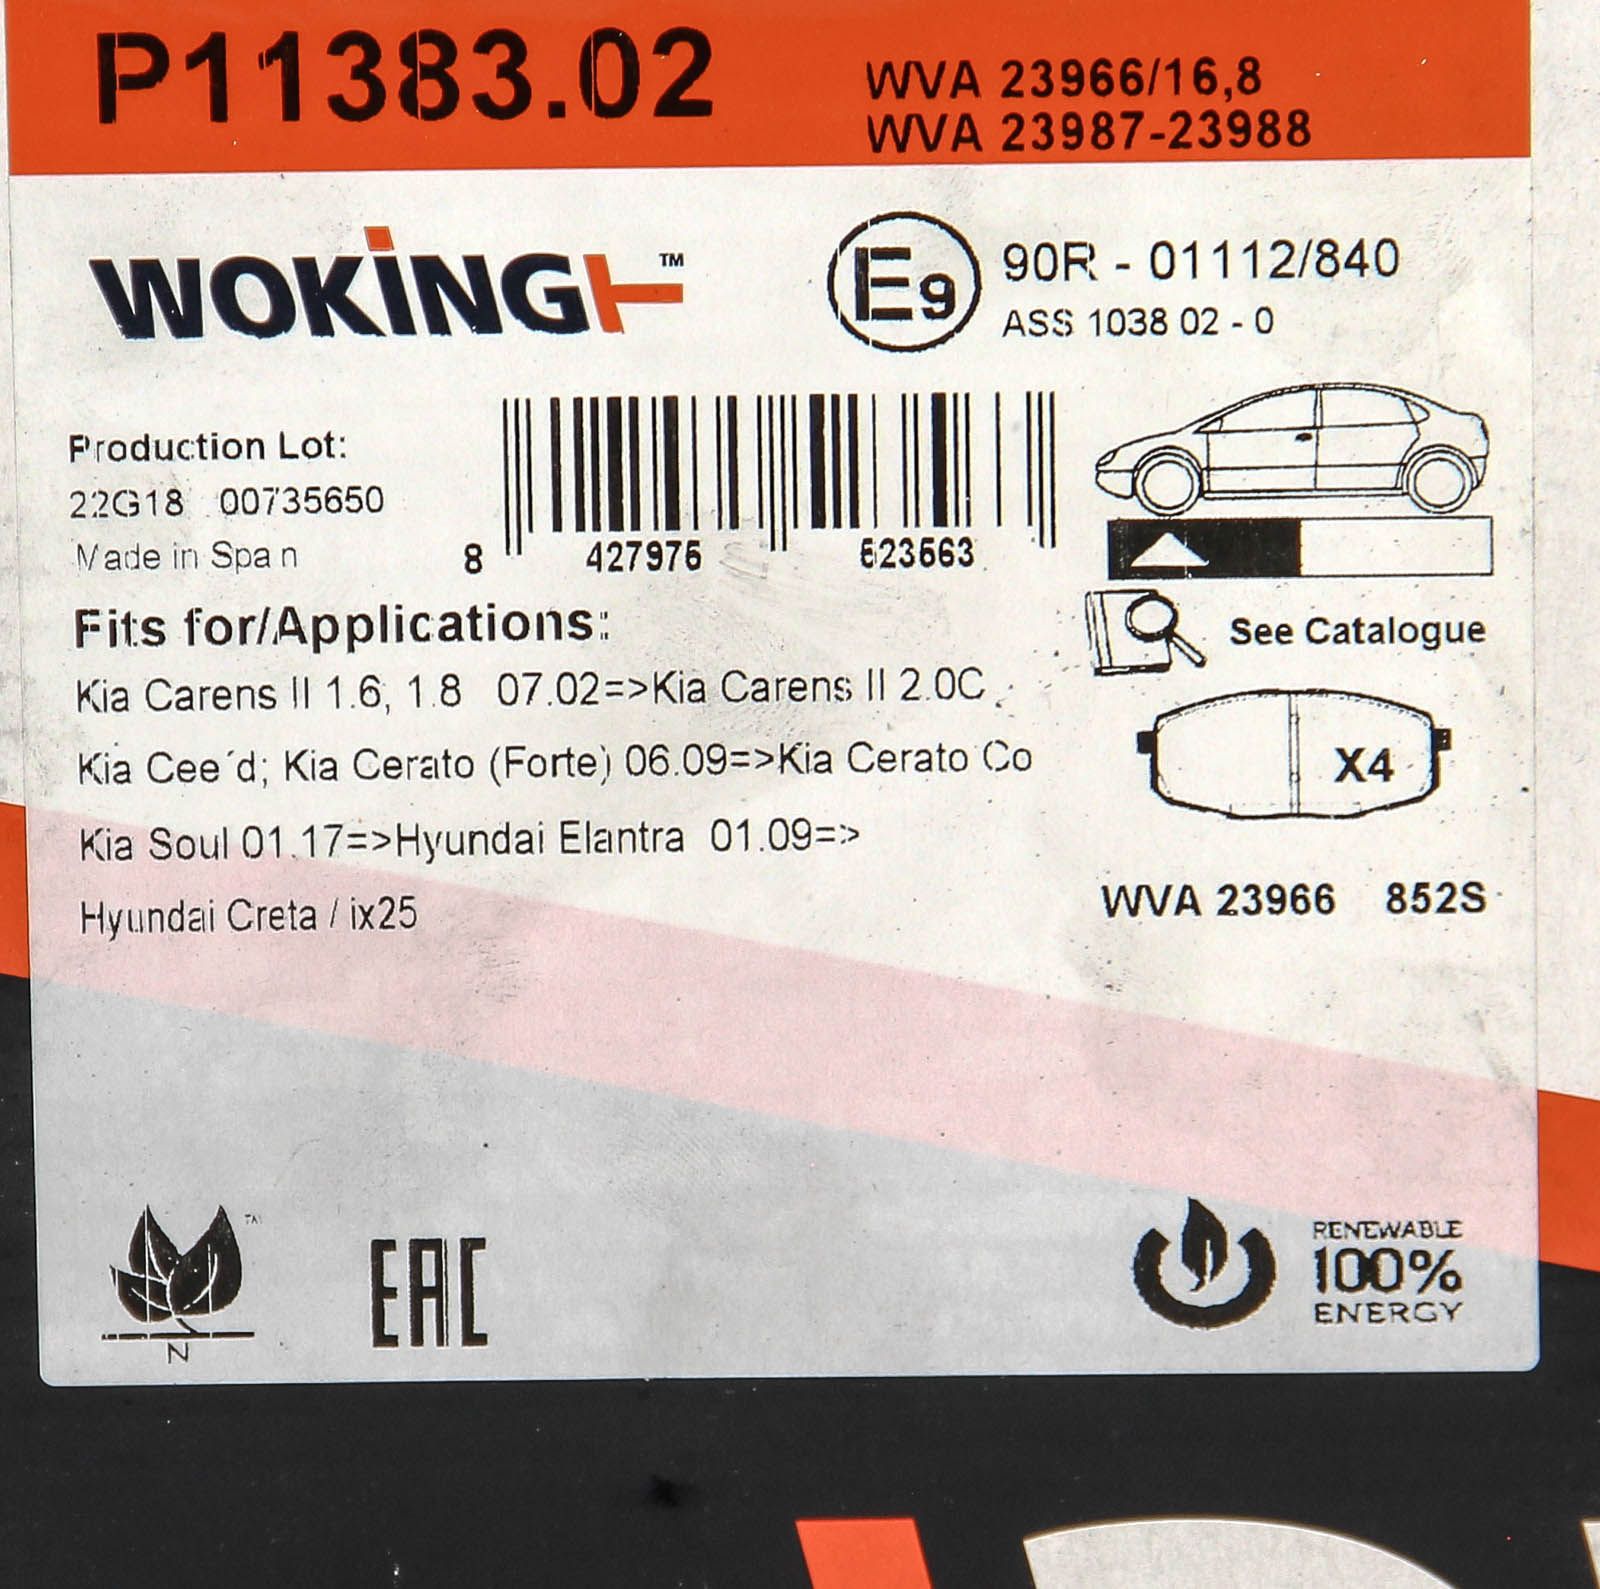 P11383.02
WVA 23966/16,8
WVA 23987-23988
WOKING™
E9
90R - 01112/840
ASS 1038 02 - 0
Production Lot:
22G18 00735650
Made in Spain
8 427976 623663
Fits for/Applications:
Kia Carens II 1.6, 1.8 07.02=>Kia Carens II 2.0C
Kia Cee´d; Kia Cerato (Forte) 06.09=>Kia Cerato Co
Kia Soul 01.17=>Hyundai Elantra 01.09=>
Hyundai Creta / ix25
See Catalogue
X4
WVA 23966 852S
TM
N
EAC
RENEWABLE
100%
ENERGY